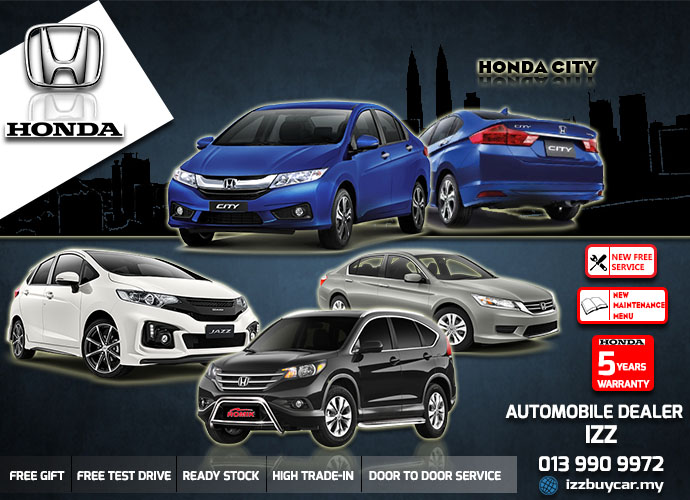 HONDA
HONDA CITY
CITY
CITY
CITY
JAZZ
NEW FREE
SERVICE
NEW
MAINTENANCE
MENU
HONDA
5 YEARS
WARRANTY
AUTOMOBILE DEALER
IZZ
013 990 9972
izzbuycar.my
FREE GIFT
FREE TEST DRIVE
READY STOCK
HIGH TRADE-IN
DOOR TO DOOR SERVICE